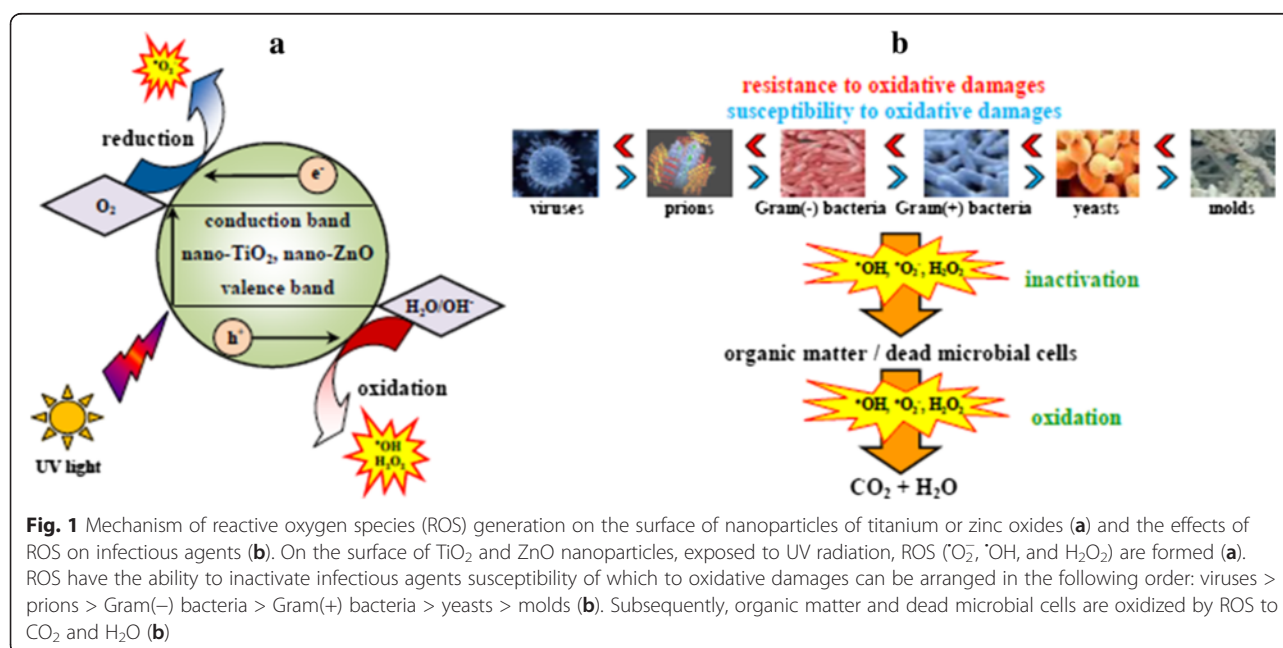 a
•O₂⁻
reduction
e⁻
O₂
conduction band
nano-TiO₂, nano-ZnO
valence band
H₂O/OH⁻
h⁺
oxidation
•OH
H₂O₂
UV light
b
resistance to oxidative damages
susceptibility to oxidative damages
viruses prions Gram(-) bacteria Gram(+) bacteria yeasts molds
•OH, •O₂⁻, H₂O₂
inactivation
organic matter / dead microbial cells
•OH, •O₂⁻, H₂O₂
oxidation
CO₂ + H₂O
Fig. 1 Mechanism of reactive oxygen species (ROS) generation on the surface of nanoparticles of titanium or zinc oxides (a) and the effects of
ROS on infectious agents (b). On the surface of TiO₂ and ZnO nanoparticles, exposed to UV radiation, ROS (•O₂⁻, •OH, and H₂O₂) are formed (a).
ROS have the ability to inactivate infectious agents susceptibility of which to oxidative damages can be arranged in the following order: viruses >
prions > Gram(−) bacteria > Gram(+) bacteria > yeasts > molds (b). Subsequently, organic matter and dead microbial cells are oxidized by ROS to
CO₂ and H₂O (b)